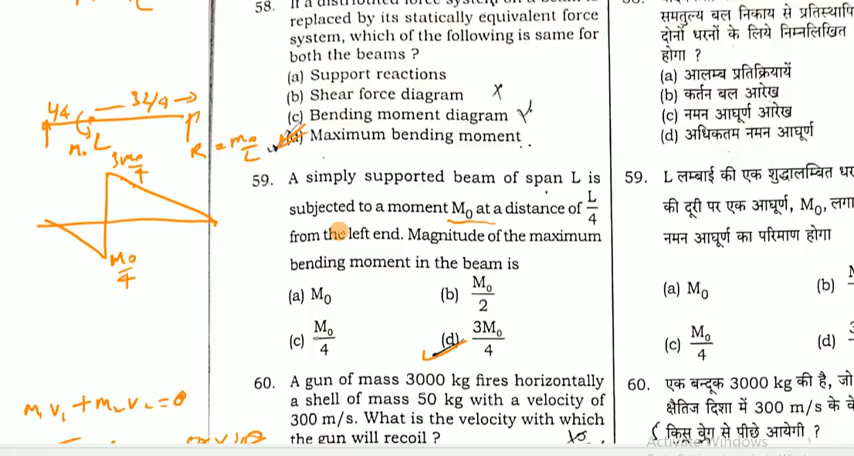 58. If a distributed force system on a beam is
replaced by its statically equivalent force
system, which of the following is same for
both the beams ?
(a) Support reactions
(b) Shear force diagram
(c) Bending moment diagram
(d) Maximum bending moment
59. A simply supported beam of span L is
subjected to a moment M₀ at a distance of L/4
from the left end. Magnitude of the maximum
bending moment in the beam is
(a) M₀ (b) M₀/2
(c) M₀/4 (d) 3M₀/4
60. A gun of mass 3000 kg fires horizontally
a shell of mass 50 kg with a velocity of
300 m/s. What is the velocity with which
the gun will recoil ?
समतुल्य बल निकाय से प्रतिस्थापि
दोनों धरनों के लिये निम्नलिखित
होगा ?
(a) आलम्ब प्रतिक्रियायें
(b) कर्तन बल आरेख
(c) नमन आघूर्ण आरेख
(d) अधिकतम नमन आघूर्ण
59. L लम्बाई की एक शुद्धालम्बित धर
की दूरी पर एक आघूर्ण, M₀, लगा
नमन आघूर्ण का परिमाण होगा
(a) M₀ (b)
(c) M₀/4 (d)
60. एक बन्दूक 3000 kg की है, जो
क्षैतिज दिशा में 300 m/s के वे
किस वेग से पीछे आयेगी ?
Activate Windows
L/4
3L/4
M₀
L
R = M₀/L
3M₀/4
M₀/4
M₁V₁ + M₂V₂ = 0